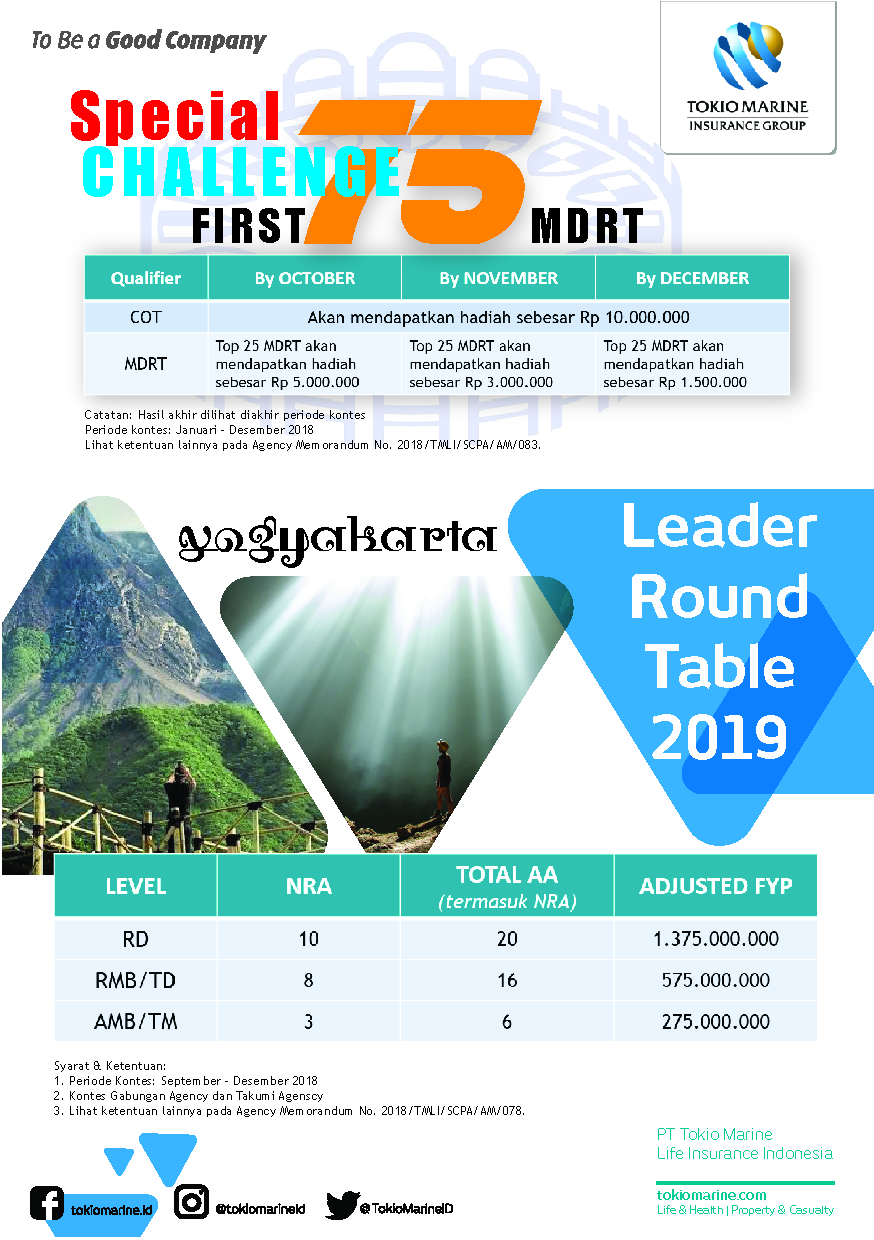 To Be a Good Company
TOKIO MARINE
INSURANCE GROUP
Special
75
CHALLENGE
FIRST
MDRT
Qualifier By OCTOBER By NOVEMBER By DECEMBER
COT Akan mendapatkan hadiah sebesar Rp 10.000.000
Top 25 MDRT akan Top 25 MDRT akan Top 25 MDRT akan
MDRT mendapatkan hadiah mendapatkan hadiah mendapatkan hadiah
sebesar Rp 5.000.000 sebesar Rp 3.000.000 sebesar Rp 1.500.000
Catatan: Hasil akhir dilihat diakhir periode kontes
Periode kontes: Januari - Desember 2018
Lihat ketentuan lainnya pada Agency Memorandum No. 2018/TMLI/SCPA/AM/083.
yogyakarta
Leader
Round
Table
2019
LEVEL NRA TOTAL AA ADJUSTED FYP
(termasuk NRA)
RD 10 20 1.375.000.000
RMB/TD 8 16 575.000.000
AMB/TM 3 6 275.000.000
Syarat & Ketentuan:
1. Periode Kontes: September - Desember 2018
2. Kontes Gabungan Agency dan Takumi Agenscy
3. Lihat ketentuan lainnya pada Agency Memorandum No. 2018/TMLI/SCPA/AM/078.
PT Tokio Marine
Life Insurance Indonesia
tokiomarine.com
Life & Health | Property & Casualty
tokiomarine.id @tokiomarineid @TokioMarineID